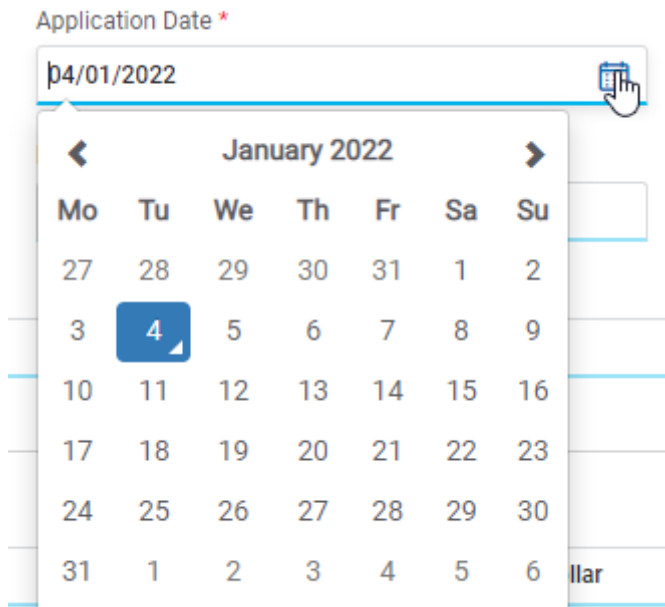 Application Date *
04/01/2022
January 2022
Mo Tu We Th Fr Sa Su
27 28 29 30 31 1 2
3 4 5 6 7 8 9
10 11 12 13 14 15 16
17 18 19 20 21 22 23
24 25 26 27 28 29 30
31 1 2 3 4 5 6 llar